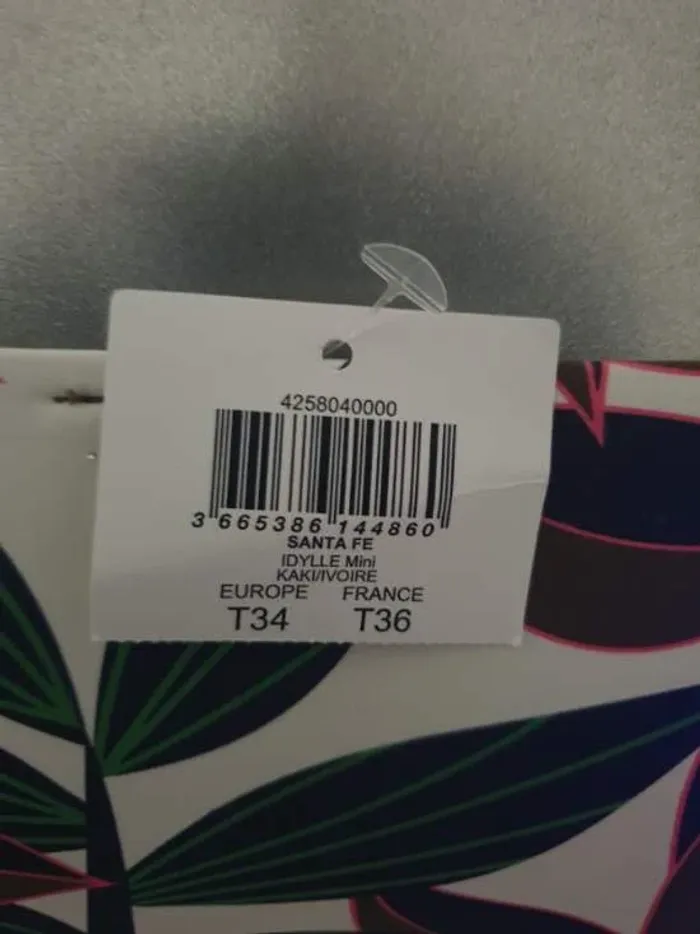 4258040000
3 665386 144860
SANTA FE
IDYLLE Mini
KAKI/IVOIRE
EUROPE FRANCE
T34 T36